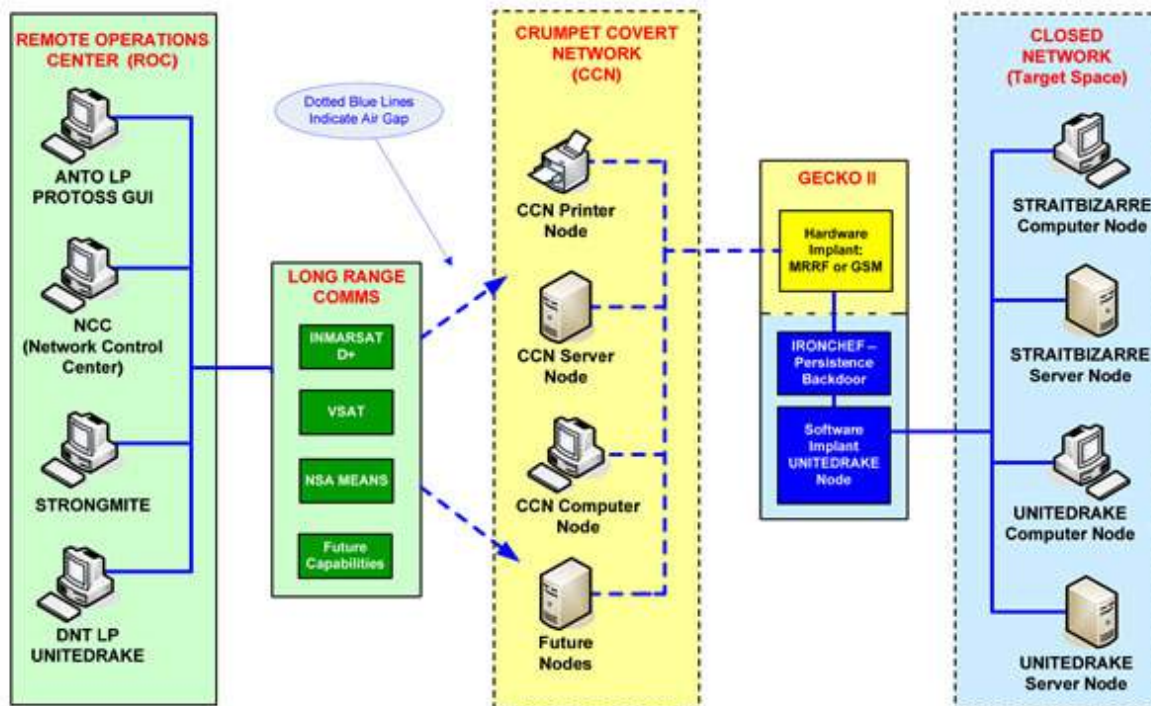 REMOTE OPERATIONS
CENTER (ROC)
ANTO LP
PROTOSS GUI
NCC
(Network Control
Center)
STRONGMITE
DNT LP
UNITEDRAKE
Dotted Blue Lines
Indicate Air Gap
LONG RANGE
COMMS
INMARSAT
D+
VSAT
NSA MEANS
Future
Capabilities
CRUMPET COVERT
NETWORK
(CCN)
CCN Printer
Node
CCN Server
Node
CCN Computer
Node
Future
Nodes
GECKO II
Hardware
Implant:
MRRF or GSM
IRONCHEF –
Persistence
Backdoor
Software
Implant
UNITEDRAKE
Node
CLOSED
NETWORK
(Target Space)
STRAITBIZARRE
Computer Node
STRAITBIZARRE
Server Node
UNITEDRAKE
Computer Node
UNITEDRAKE
Server Node